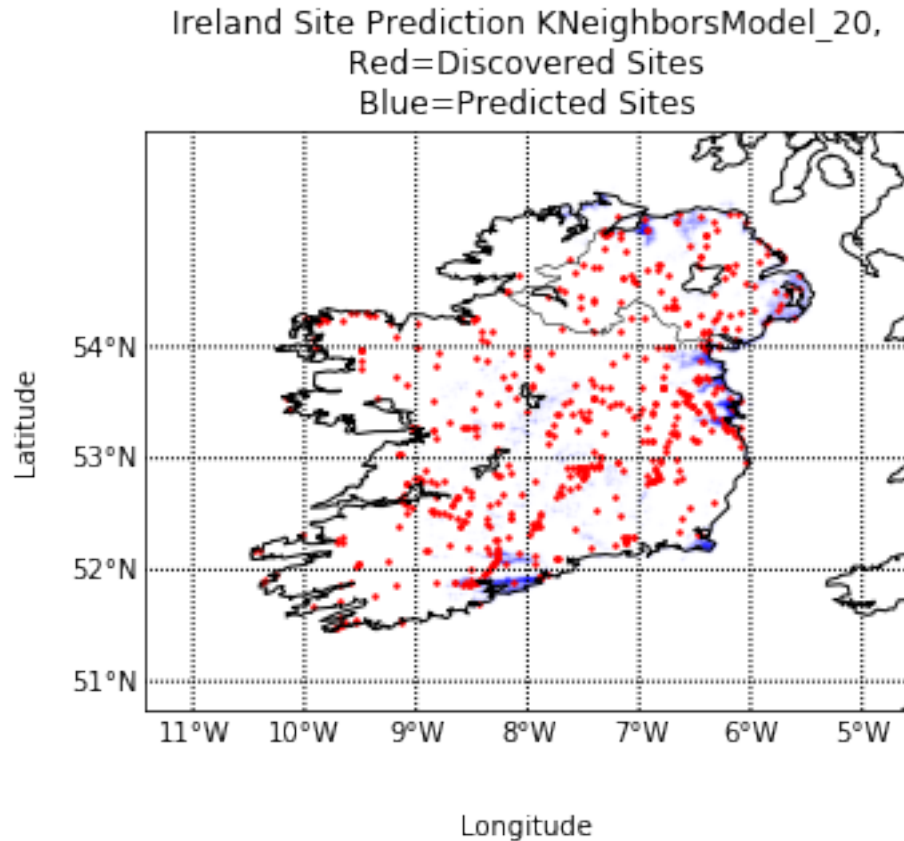 Ireland Site Prediction KNeighborsModel_20,
Red=Discovered Sites
Blue=Predicted Sites
54°N
53°N
52°N
51°N
Latitude
11°W 10°W 9°W 8°W 7°W 6°W 5°W
Longitude